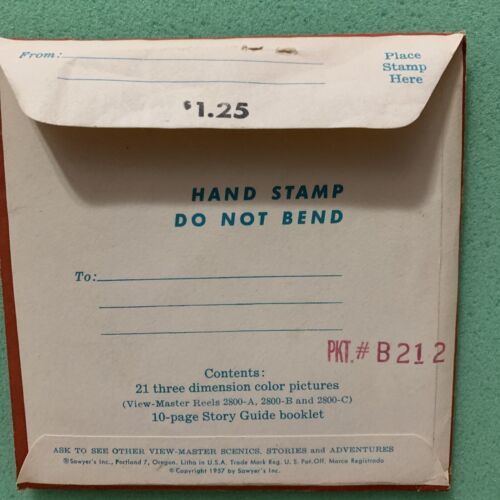 From:
Place
Stamp
Here
$1.25
HAND STAMP
DO NOT BEND
To:
PKT. # B 21 2
Contents:
21 three dimension color pictures
(View-Master Reels 2800-A, 2800-B and 2800-C)
10-page Story Guide booklet
ASK TO SEE OTHER VIEW-MASTER SCENICS, STORIES and ADVENTURES
®Sawyer's Inc., Portland 7, Oregon. Litho in U.S.A. Trade Mark Reg. U. S. Pat. Off. Marca Registrada
©Copyright 1957 by Sawyer's Inc.